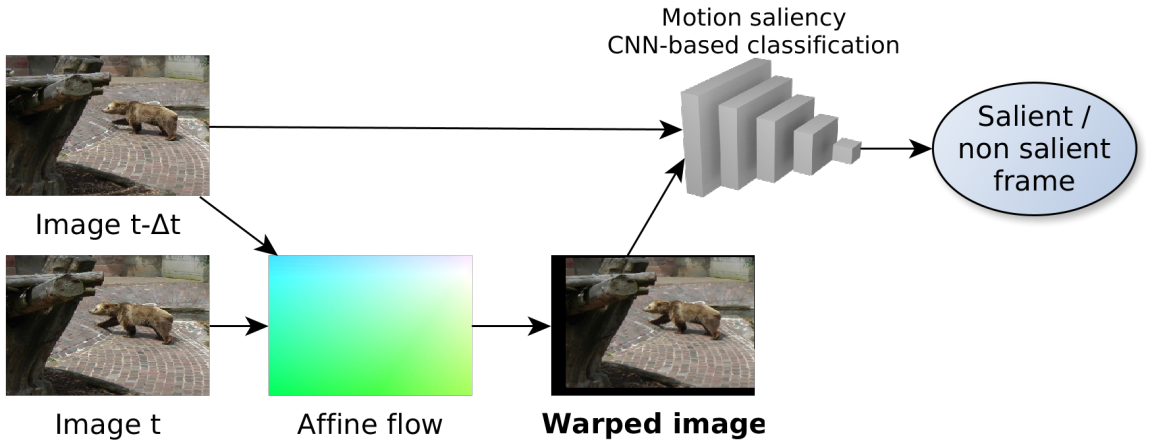 Motion saliency
CNN-based classification
Salient /
non salient
frame
Image t-Δt
Image t
Affine flow
Warped image